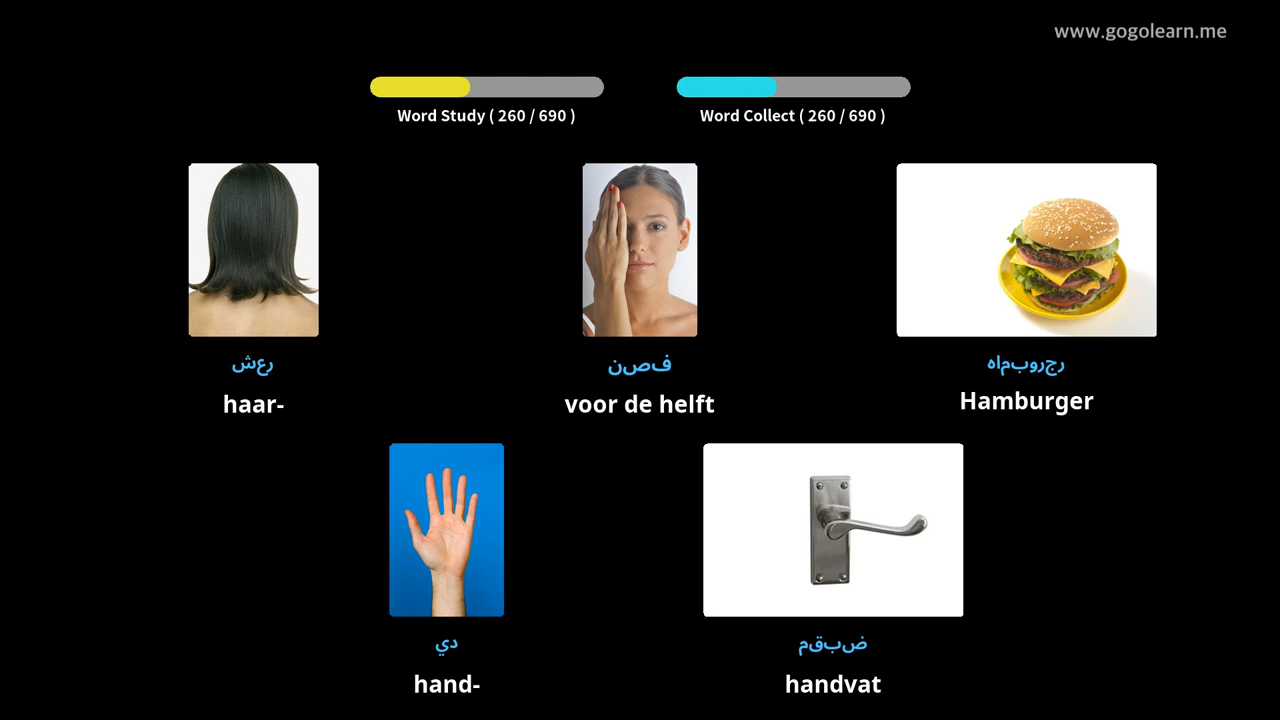 www.gogolearn.me
Word Study ( 260 / 690 )
Word Collect ( 260 / 690 )
رعش
haar-
فصن
voor de helft
رجروبماه
Hamburger
دي
hand-
ضبقم
handvat